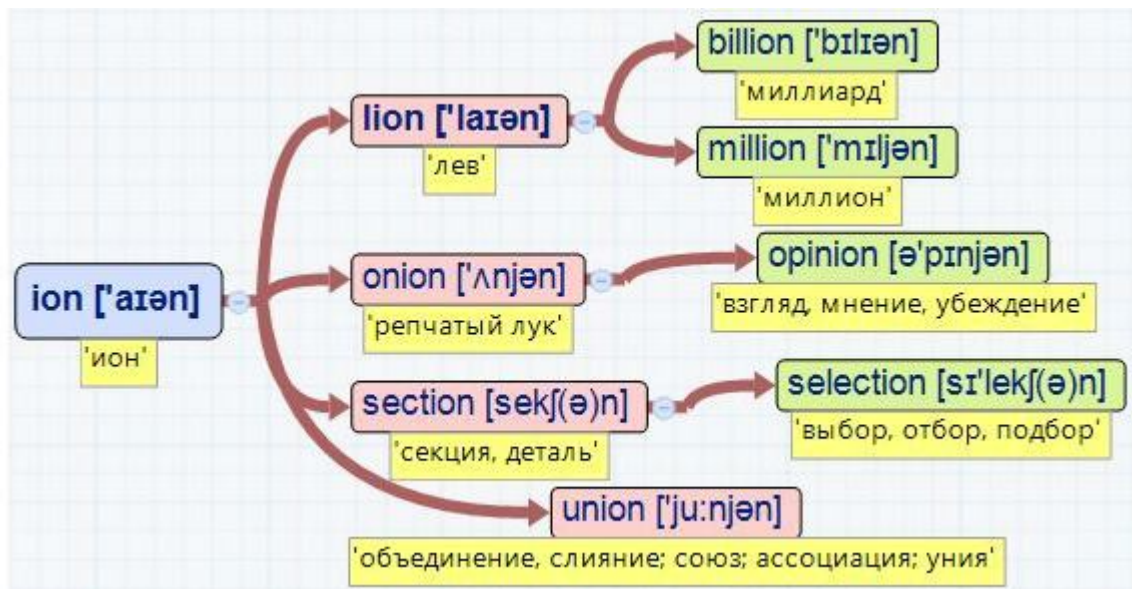 ion ['aɪən]
'ион'
lion ['laɪən]
'лев'
billion ['bɪlɪən]
'миллиард'
million ['mɪljən]
'миллион'
onion ['ʌnjən]
'репчатый лук'
opinion [ə'pɪnjən]
'взгляд, мнение, убеждение'
section [sekʃ(ə)n]
'секция, деталь'
selection [sɪ'lekʃ(ə)n]
'выбор, отбор, подбор'
union ['ju:njən]
'объединение, слияние; союз; ассоциация; уния'